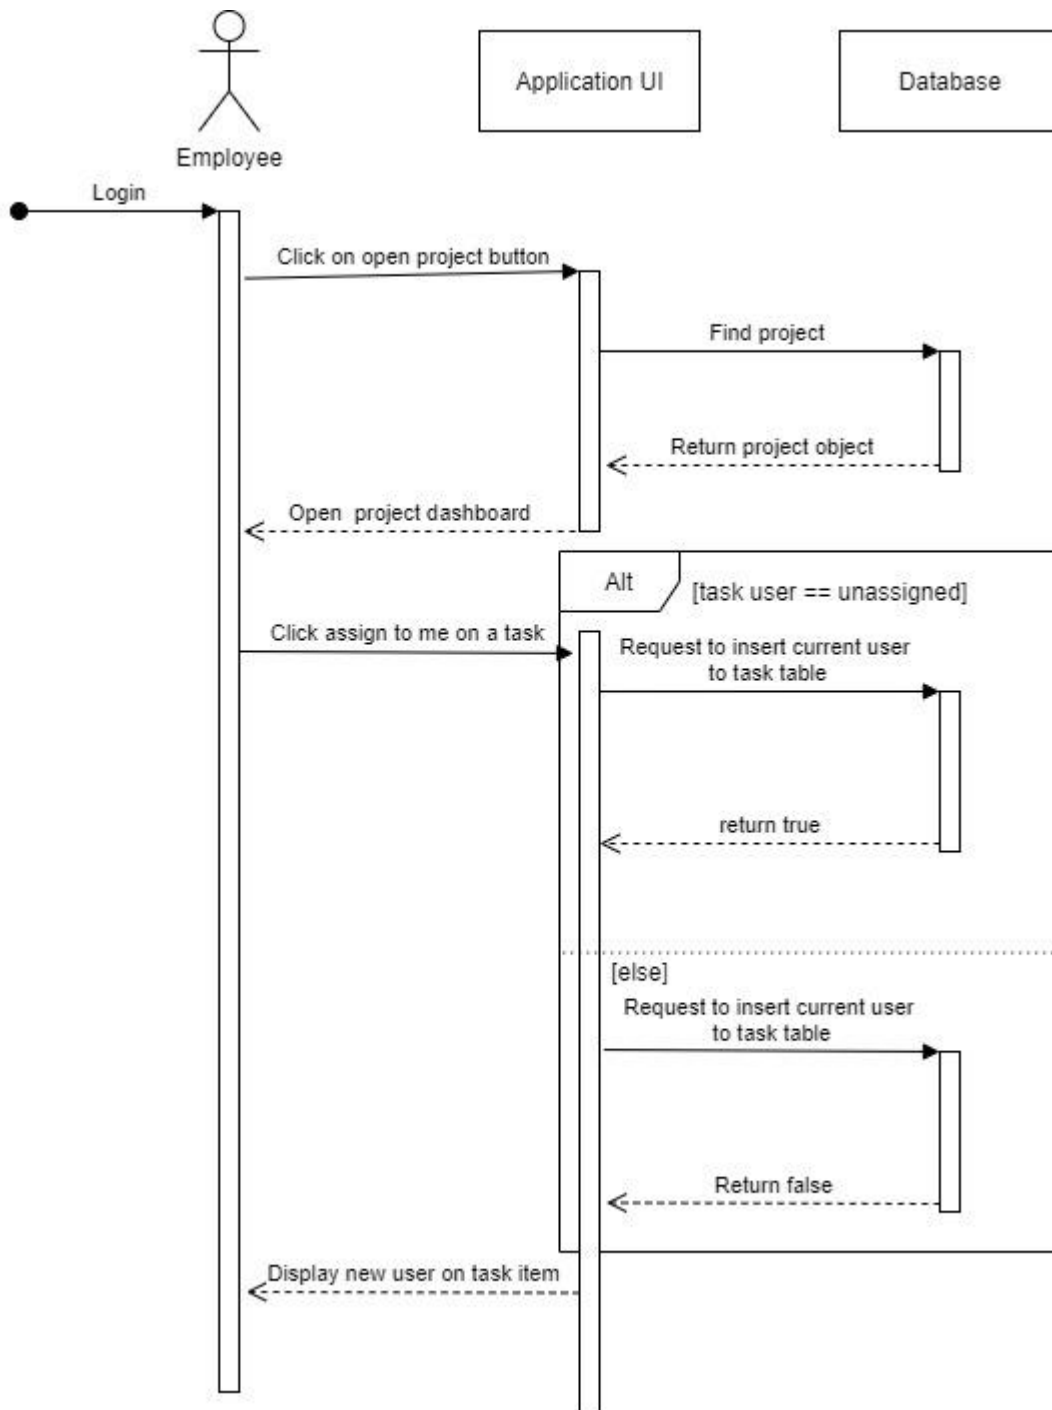 Application UI
Database
Employee
Login
Click on open project button
Find project
Return project object
Open  project dashboard
Alt
[task user == unassigned]
Click assign to me on a task
Request to insert current user
to task table
return true
[else]
Request to insert current user
to task table
Return false
Display new user on task item